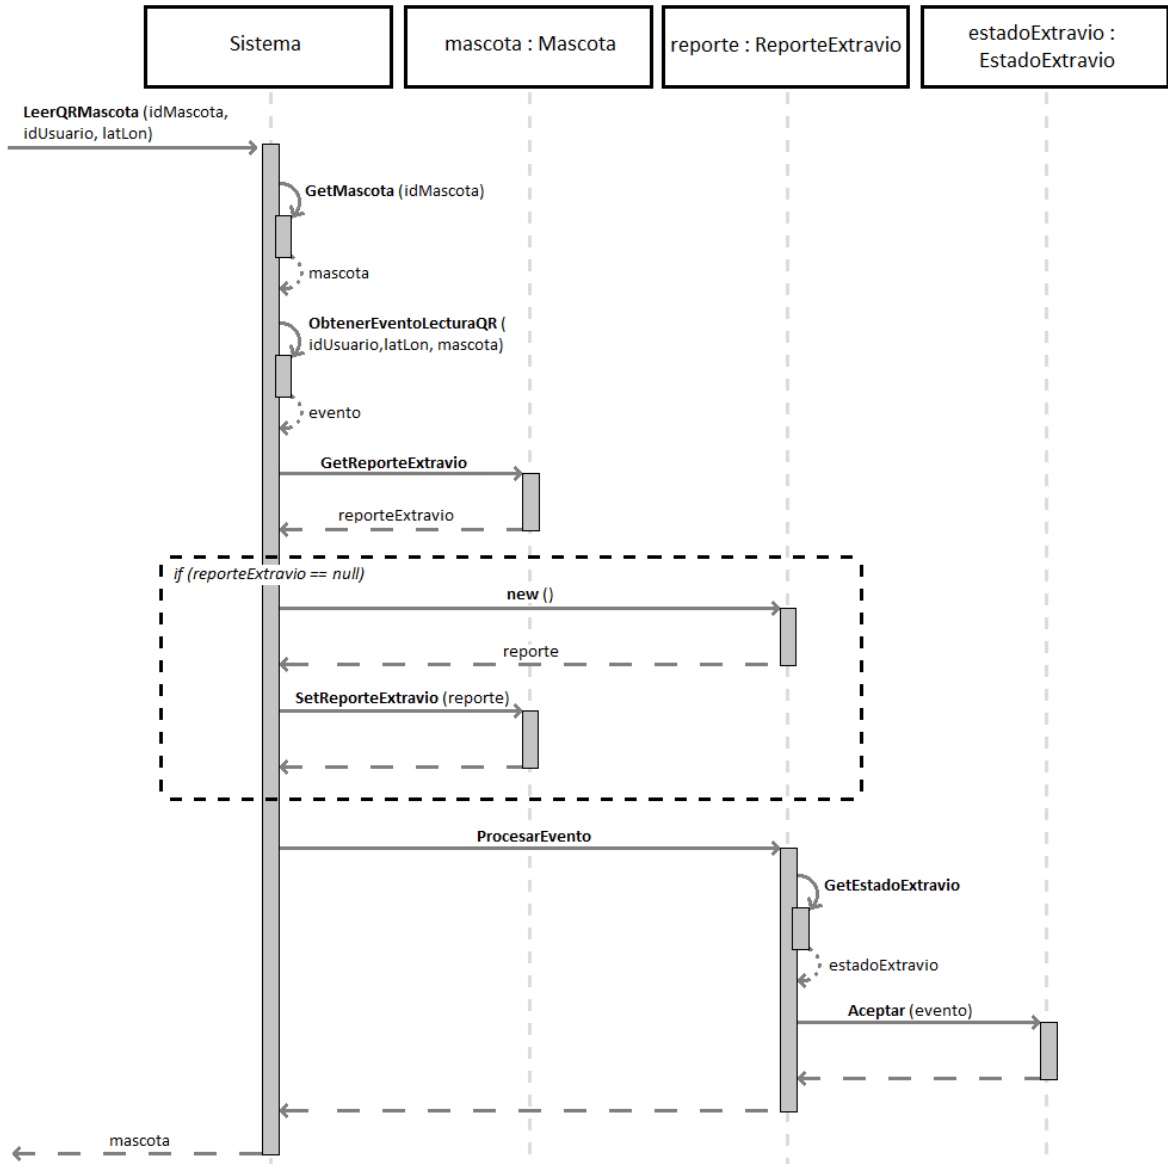 Sistema
mascota : Mascota
reporte : ReporteExtravio
estadoExtravio :
EstadoExtravio
LeerQRMascota (idMascota,
idUsuario, latLon)
GetMascota (idMascota)
mascota
ObtenerEventoLecturaQR (
idUsuario,latLon, mascota)
evento
GetReporteExtravio
reporteExtravio
if (reporteExtravio == null)
new ()
reporte
SetReporteExtravio (reporte)
ProcesarEvento
GetEstadoExtravio
estadoExtravio
Aceptar (evento)
mascota